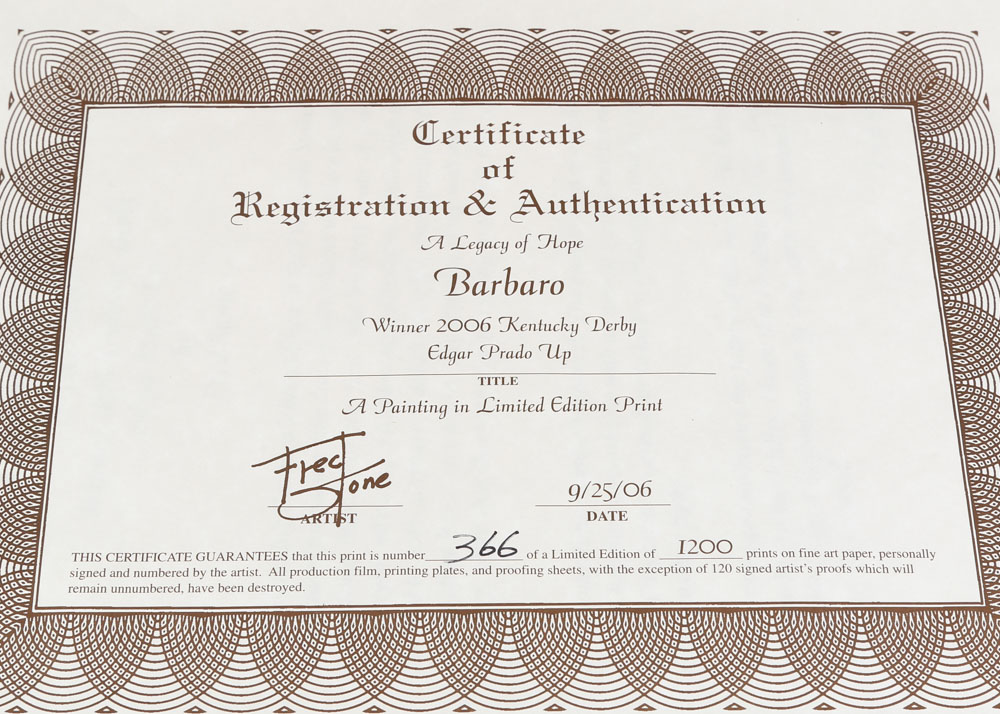 Certificate
of
Registration & Authentication
A Legacy of Hope
Barbaro
Winner 2006 Kentucky Derby
Edgar Prado Up
TITLE
A Painting in Limited Edition Print
Fred Stone
9/25/06
ARTIST
DATE
THIS CERTIFICATE GUARANTEES that this print is number 366 of a Limited Edition of 1200 prints on fine art paper, personally
signed and numbered by the artist. All production film, printing plates, and proofing sheets, with the exception of 120 signed artist's proofs which will
remain unnumbered, have been destroyed.